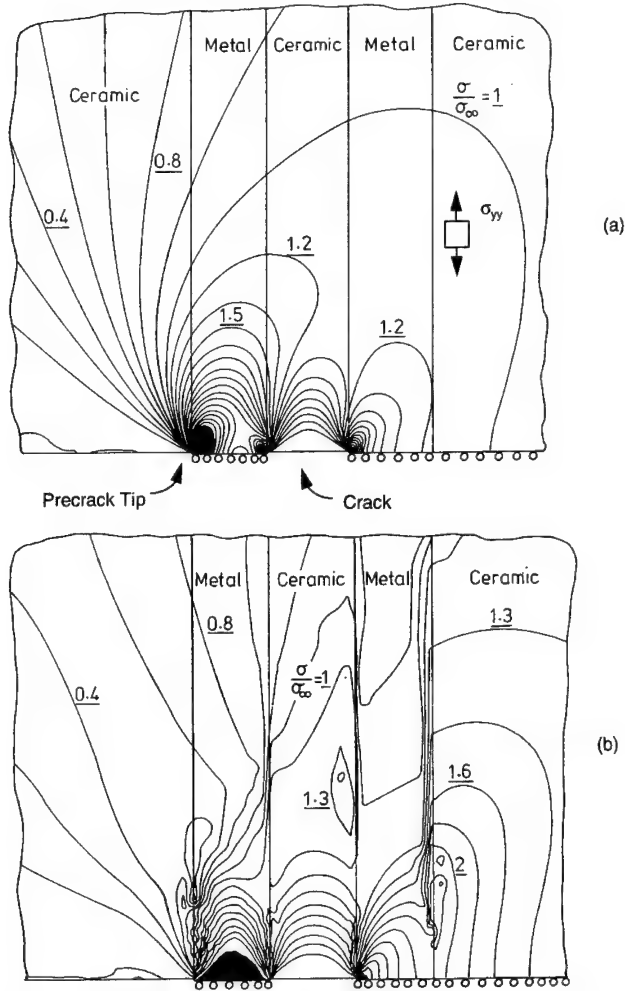 Metal
Ceramic
Metal
Ceramic
Ceramic
σ/σ∞ = 1
0.8
0.4
σyy
(a)
1.2
1.5
1.2
Precrack Tip
Crack
Metal
Ceramic
Metal
Ceramic
0.8
1.3
σ/σ∞ = 1
0.4
(b)
1.3
1.6
2